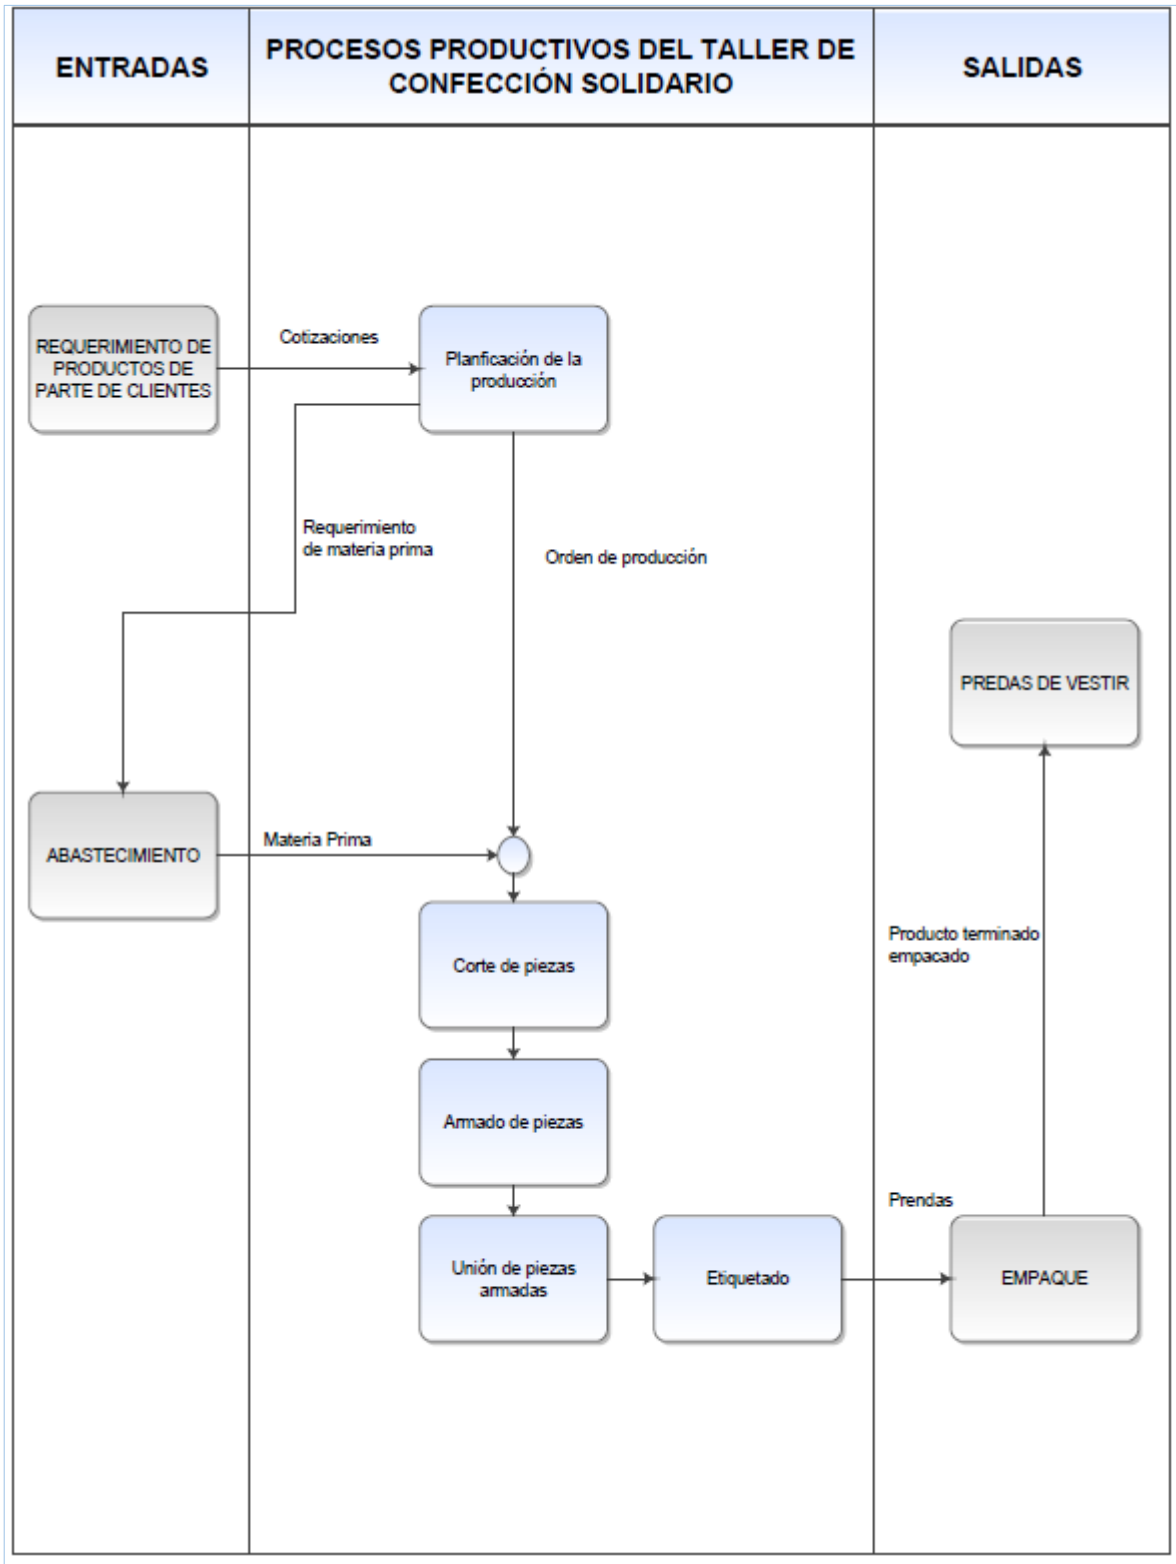 ENTRADAS
PROCESOS PRODUCTIVOS DEL TALLER DE
CONFECCIÓN SOLIDARIO
SALIDAS
REQUERIMIENTO DE
PRODUCTOS DE
PARTE DE CLIENTES
Cotizaciones
Planficación de la
producción
Requerimiento
de materia prima
Orden de producción
PREDAS DE VESTIR
ABASTECIMIENTO
Materia Prima
Corte de piezas
Producto terminado
empacado
Armado de piezas
Unión de piezas
armadas
Etiquetado
Prendas
EMPAQUE